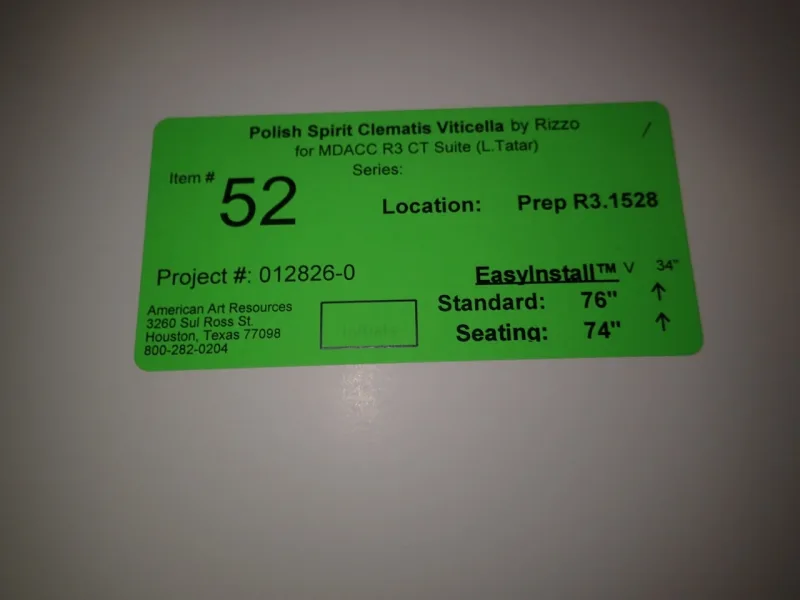 Polish Spirit Clematis Viticella by Rizzo /
for MDACC R3 CT Suite (L.Tatar)
Series:
Item # 52
Location: Prep R3.1528
Project #: 012826-0
EasyInstall™ V 34"
Standard: 76" ↑
Seating: 74" ↑
American Art Resources
3260 Sul Ross St.
Houston, Texas 77098
800-282-0204